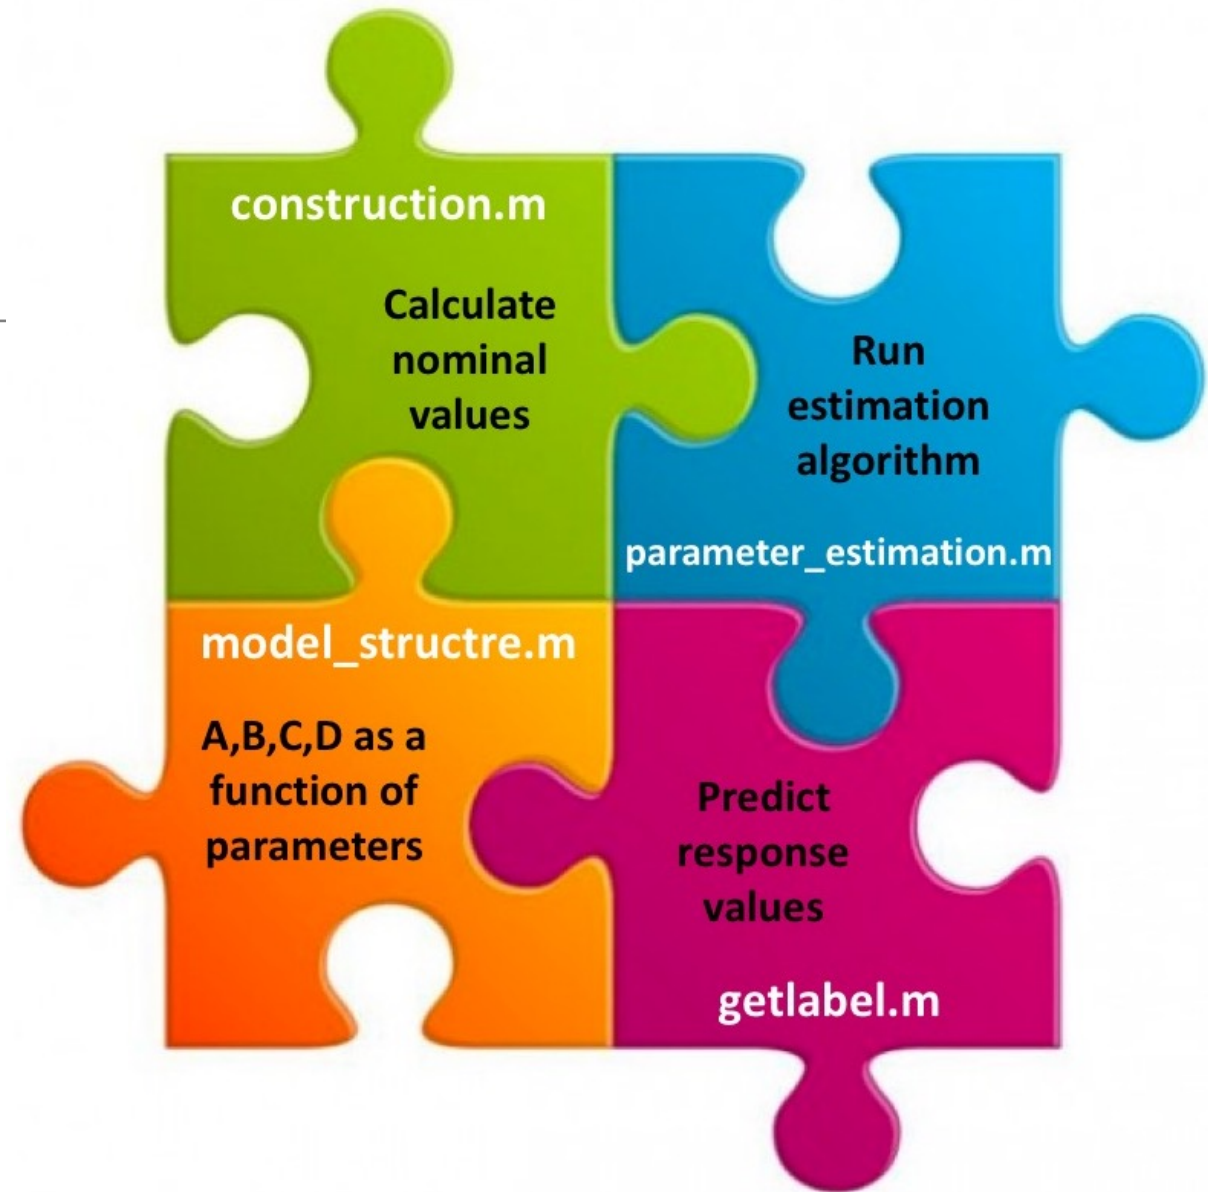 construction.m
Calculate
nominal
values
Run
estimation
algorithm
parameter_estimation.m
model_structre.m
A,B,C,D as a
function of
parameters
Predict
response
values
getlabel.m